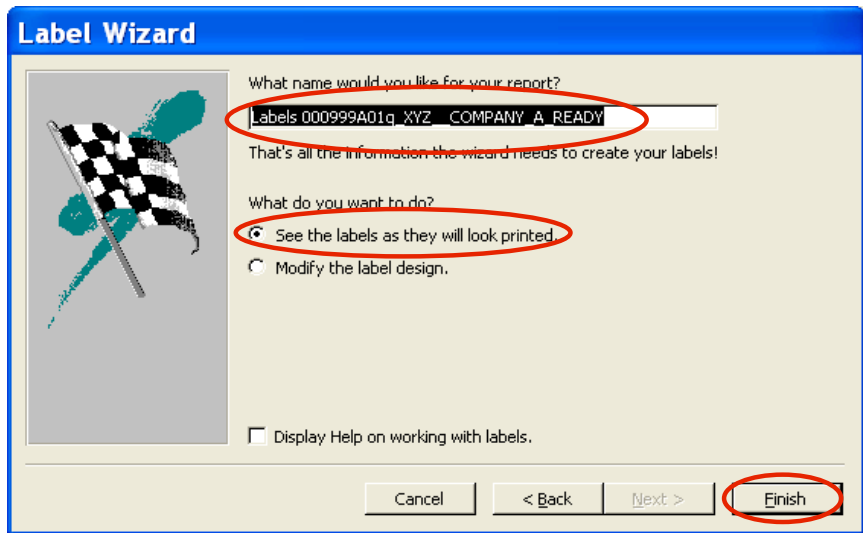 Label Wizard
What name would you like for your report?
Labels 000999A01q_XYZ__COMPANY_A_READY
That's all the information the wizard needs to create your labels!
What do you want to do?
See the labels as they will look printed.
Modify the label design.
Display Help on working with labels.
Cancel < Back Next > Finish